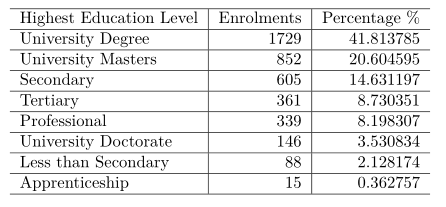 Highest Education Level Enrolments Percentage %
University Degree 1729 41.813785
University Masters 852 20.604595
Secondary 605 14.631197
Tertiary 361 8.730351
Professional 339 8.198307
University Doctorate 146 3.530834
Less than Secondary 88 2.128174
Apprenticeship 15 0.362757